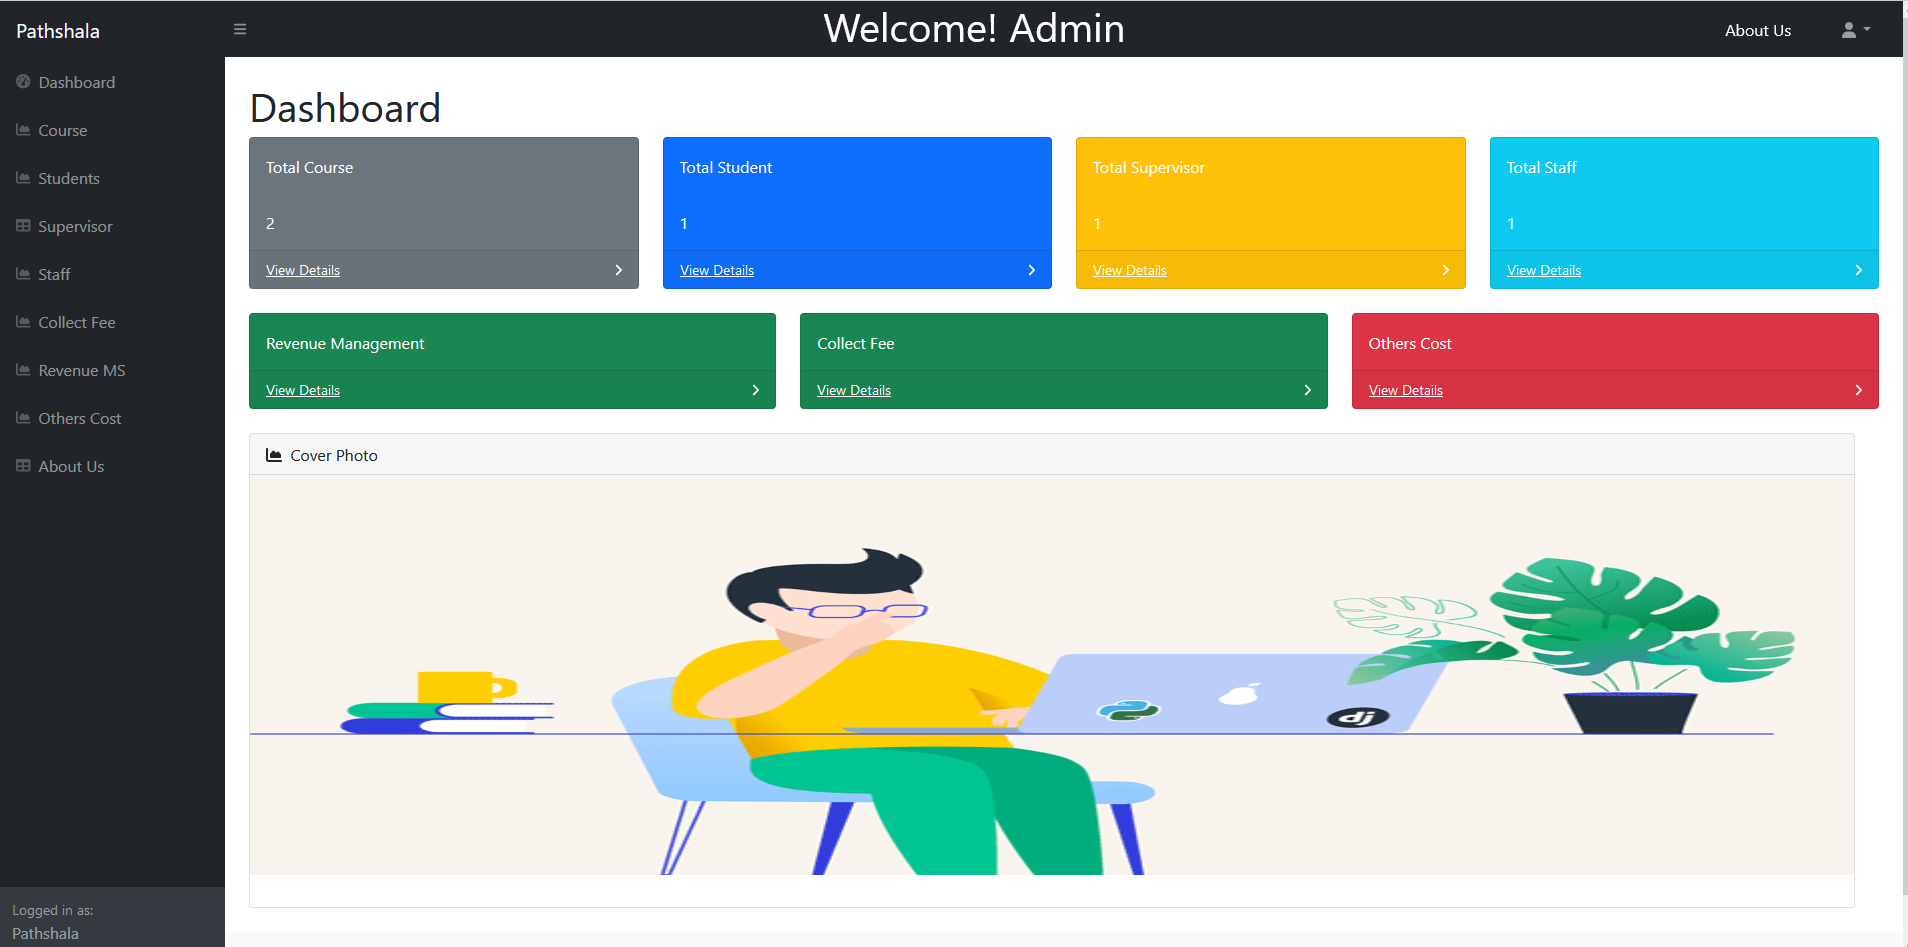 Pathshala
Welcome! Admin
About Us
Dashboard
Course
Students
Supervisor
Staff
Collect Fee
Revenue MS
Others Cost
About Us
Logged in as:
Pathshala
Dashboard
Total Course
2
View Details
Total Student
1
View Details
Total Supervisor
1
View Details
Total Staff
1
View Details
Revenue Management
View Details
Collect Fee
View Details
Others Cost
View Details
Cover Photo
dj